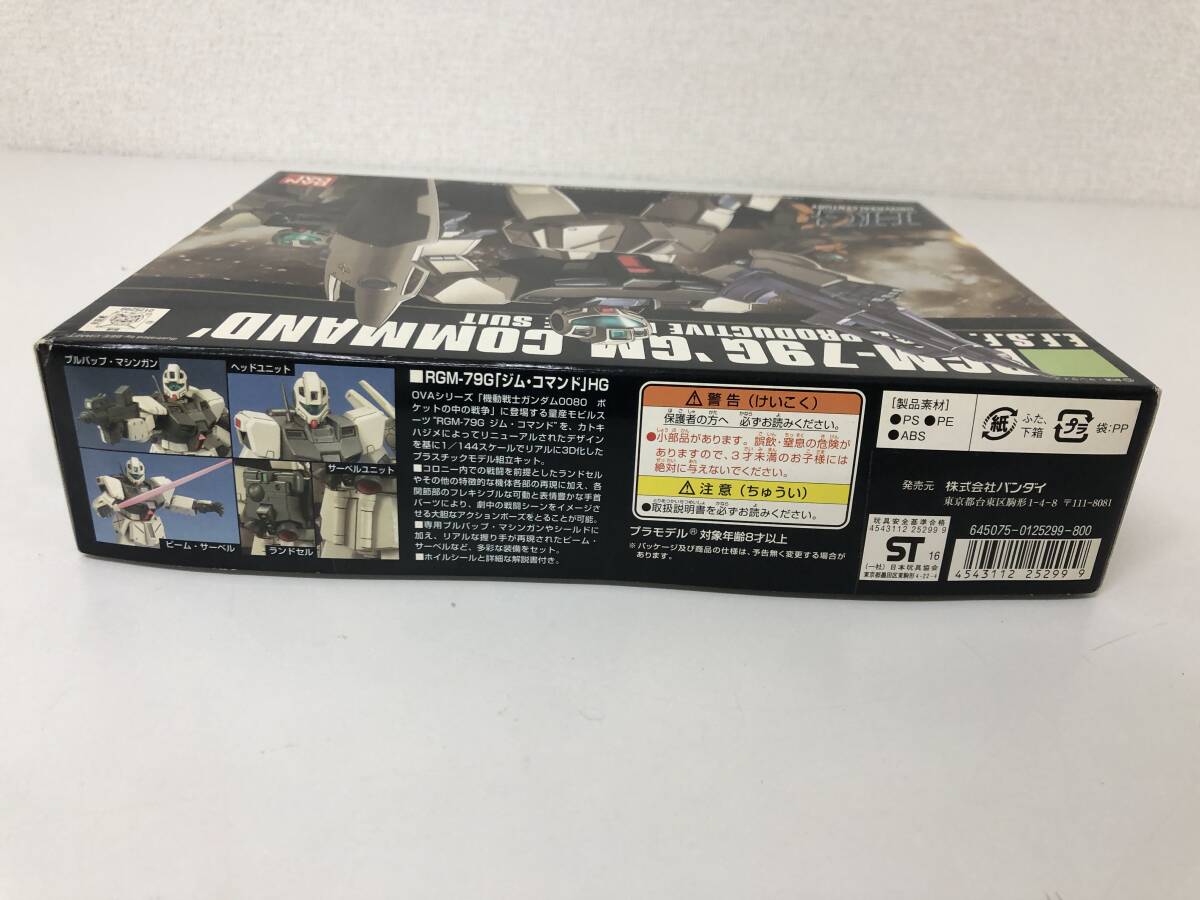 HG
RGM-79G 'GM COMMAND'
E.F.S.F.
PRODUCTIVE
SUIT
ブルパップ・マシンガン
ヘッドユニット
サーベルユニット
ビーム・サーベル
ランドセル
■RGM-79G「ジム・コマンド」HG
OVAシリーズ「機動戦士ガンダム0080 ポ
ケットの中の戦争」に登場する量産モビルス
ーツ"RGM-79G ジム・コマンド"を、カトキ
ハジメによってリニューアルされたデザイン
を基に1/144スケールでリアルに3D化した
プラスチックモデル組立キット。
■コロニー内での戦闘を前提としたランドセル
やその他の特徴的な機体各部の再現に加え、各
関節部のフレキシブルな可動と表情豊かな手首
パーツにより、劇中の戦闘シーンをイメージさ
せる大胆なアクションポーズをとることが可能。
■専用ブルパップ・マシンガンやシールドに
加え、リアルな握り手が再現されたビーム・
サーベルなど、多彩な装備をセット。
■ホイルシールと詳細な解説書付き。
警告（けいこく）
保護者の方へ 必ずお読みください。
●小部品があります。誤飲・窒息の危険が
ありますので、3才未満のお子様には
絶対に与えないでください。
注意（ちゅうい）
●取扱説明書を必ずお読みください。
プラモデル® 対象年齢8才以上
※パッケージ及び商品の仕様は、予告無く変更する場合が
あります。
[製品素材]
●PS ●PE
●ABS
紙
ふた、
下箱
プラ
袋:PP
発売元 株式会社バンダイ
東京都台東区駒形1-4-8 〒111-8081
玩具安全基準合格
4543112 25299 9
ST 16
(一社) 日本玩具協会
東京都墨田区東駒形4-22-4
645075-0125299-800
4543112 252999